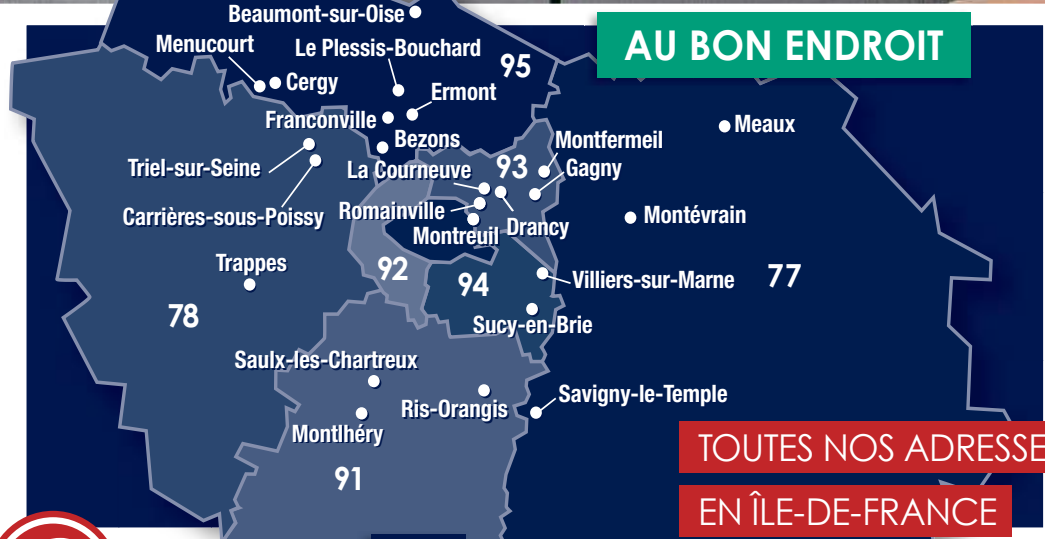 Beaumont-sur-Oise
AU BON ENDROIT
Menucourt
Le Plessis-Bouchard
95
Cergy
Ermont
Franconville
Meaux
Bezons
Montfermeil
Triel-sur-Seine
La Courneuve
93
Gagny
Carrières-sous-Poissy
Romainville
Montévrain
Montreuil
Drancy
Trappes
92
94
Villiers-sur-Marne
77
78
Sucy-en-Brie
Saulx-les-Chartreux
Ris-Orangis
Savigny-le-Temple
Montlhéry
TOUTES NOS ADRESSE
91
EN ÎLE-DE-FRANCE